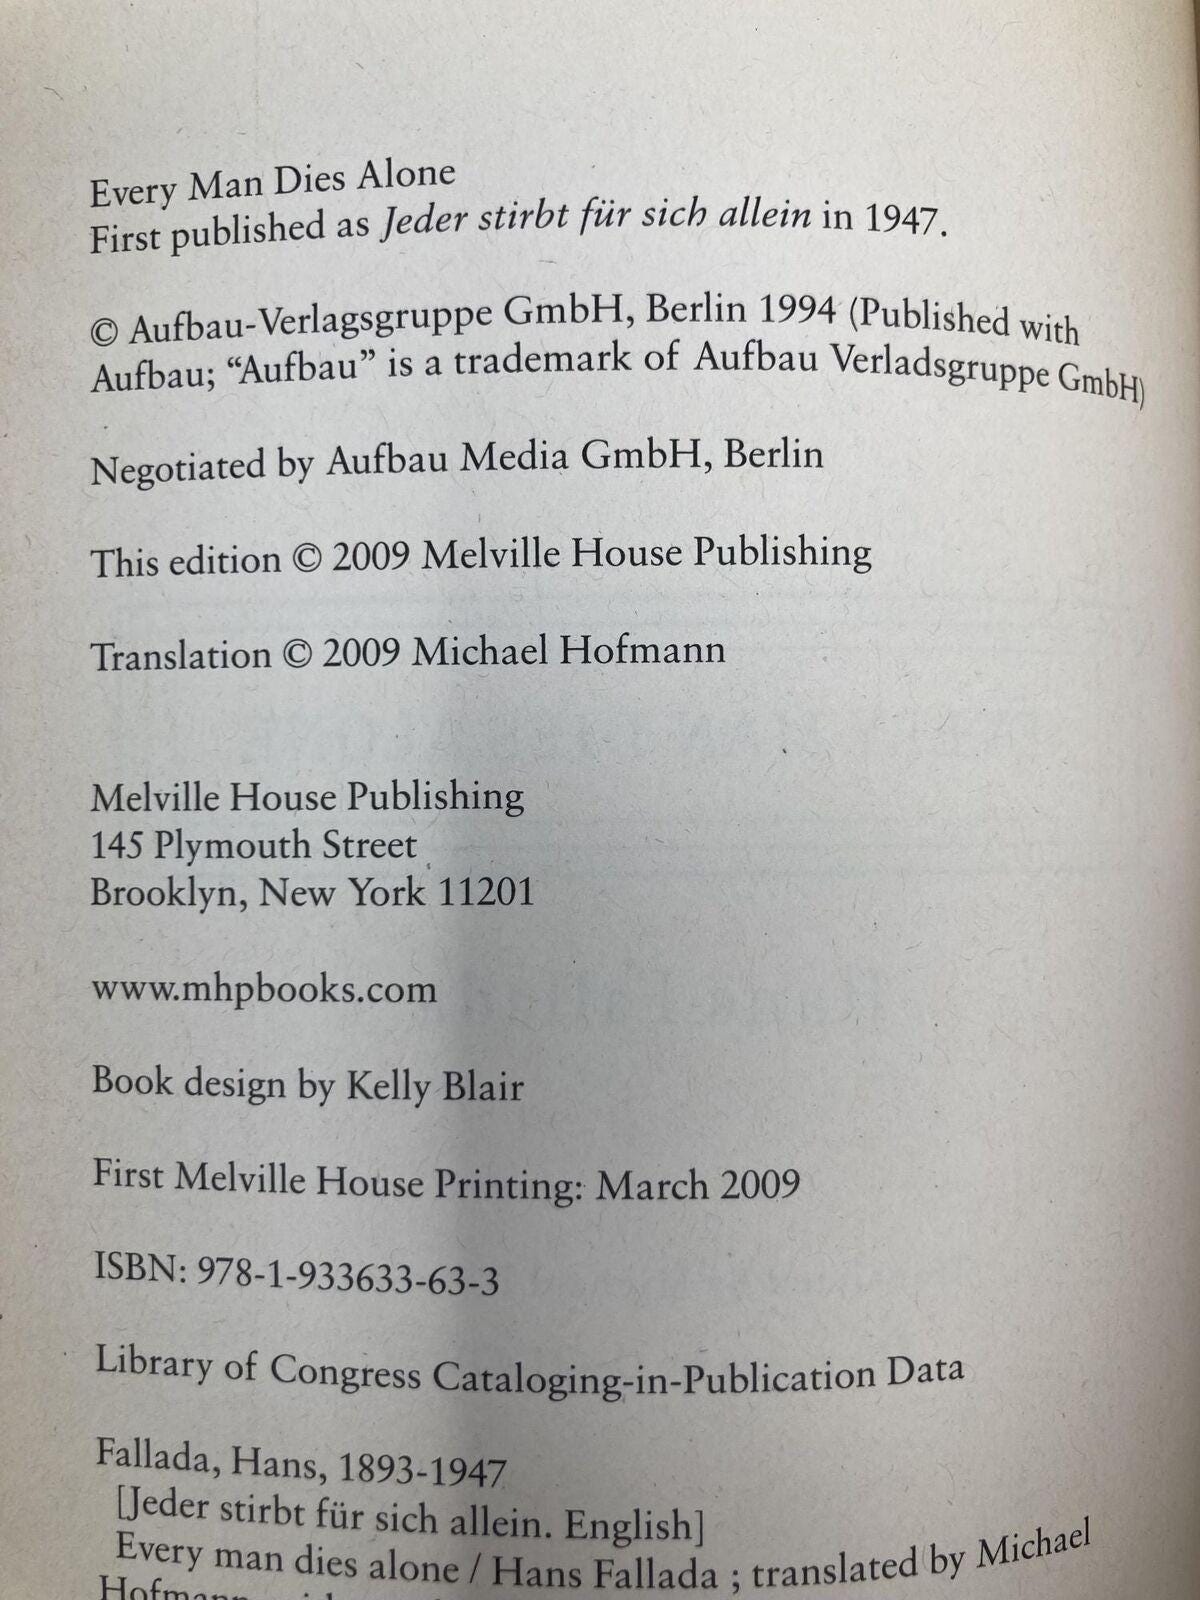 Every Man Dies Alone
First published as Jeder stirbt für sich allein in 1947.
© Aufbau-Verlagsgruppe GmbH, Berlin 1994 (Published with
Aufbau; “Aufbau” is a trademark of Aufbau Verladsgruppe GmbH)
Negotiated by Aufbau Media GmbH, Berlin
This edition © 2009 Melville House Publishing
Translation © 2009 Michael Hofmann
Melville House Publishing
145 Plymouth Street
Brooklyn, New York 11201
www.mhpbooks.com
Book design by Kelly Blair
First Melville House Printing: March 2009
ISBN: 978-1-933633-63-3
Library of Congress Cataloging-in-Publication Data
Fallada, Hans, 1893-1947
[Jeder stirbt für sich allein. English]
Every man dies alone / Hans Fallada ; translated by Michael
Hofmann